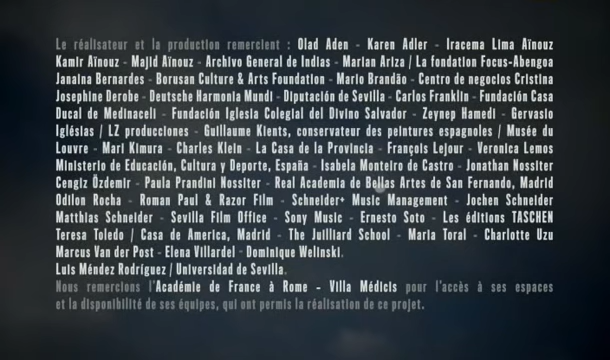 Le réalisateur et la production remercient : Olad Aden - Karen Adler - Iracema Lima Aïnouz
Kamir Aïnouz - Majid Aïnouz - Archivo General de Indias - Marian Ariza / La fondation Focus-Abengoa
Janaina Bernardes - Borusan Culture & Arts Foundation - Mario Brandão - Centro de negocios Cristina
Josephine Derobe - Deutsche Harmonia Mundi - Diputación de Sevilla - Carlos Franklin - Fundación Casa
Ducal de Medinaceli - Fundación Iglesia Colegial del Divino Salvador - Zeynep Hamedi - Gervasio
Iglésias / LZ producciones - Guillaume Kients, conservateur des peintures espagnoles / Musée du
Louvre - Mari Kimura - Charles Klein - La Casa de la Provincia - François Lejour - Veronica Lemos
Ministerio de Educación, Cultura y Deporte, España - Isabela Monteiro de Castro - Jonathan Nossiter
Cengiz Özdemir - Paula Prandini Nossiter - Real Academia de Bellas Artes de San Fernando, Madrid
Odilon Rocha - Roman Paul & Razor Film - Schneider+ Music Management - Jochen Schneider
Matthias Schneider - Sevilla Film Office - Sony Music - Ernesto Soto - Les éditions TASCHEN
Teresa Toledo / Casa de America, Madrid - The Juilliard School - Maria Toral - Charlotte Uzu
Marcus Van der Post - Elena Villardel - Dominique Welinski.
Luis Méndez Rodríguez / Universidad de Sevilla.
Nous remercions l'Académie de France à Rome - Villa Médicis pour l'accès à ses espaces
et la disponibilité de ses équipes, qui ont permis la réalisation de ce projet.